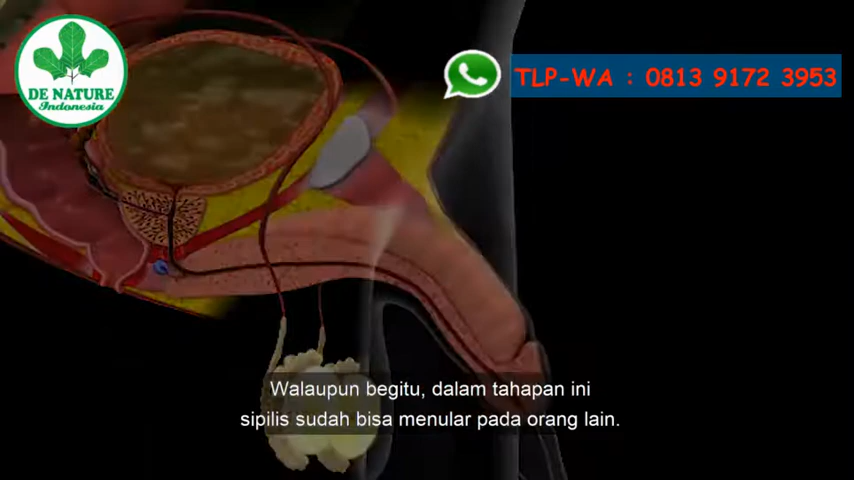 DE NATURE
Indonesia
TLP-WA : 0813 9172 3953
Walaupun begitu, dalam tahapan ini
sipilis sudah bisa menular pada orang lain.